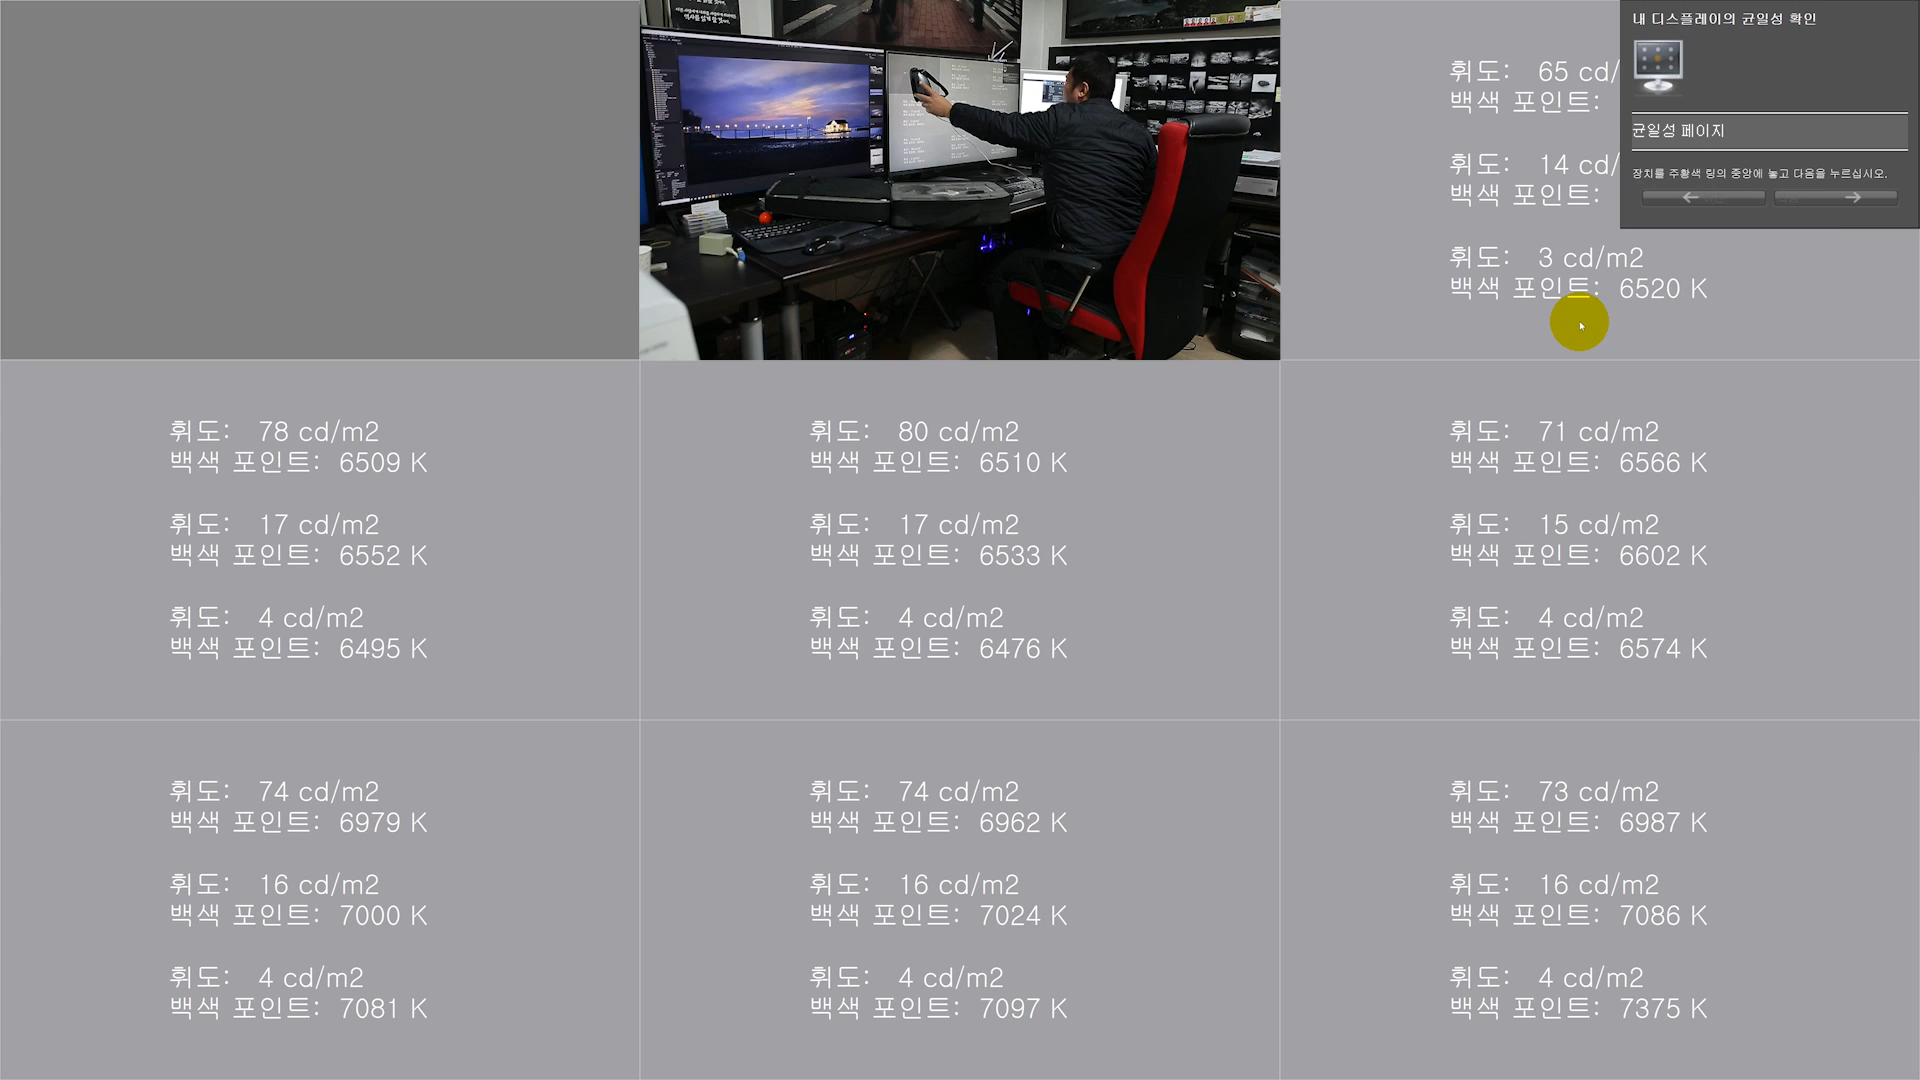 내 디스플레이의 균일성 확인
균일성 페이지
장치를 주황색 링의 중앙에 놓고 다음을 누르십시오.
휘도: 65 cd/
백색 포인트:
휘도: 14 cd/
백색 포인트:
휘도: 3 cd/m2
백색 포인트: 6520 K
휘도: 78 cd/m2
백색 포인트: 6509 K
휘도: 17 cd/m2
백색 포인트: 6552 K
휘도: 4 cd/m2
백색 포인트: 6495 K
휘도: 80 cd/m2
백색 포인트: 6510 K
휘도: 17 cd/m2
백색 포인트: 6533 K
휘도: 4 cd/m2
백색 포인트: 6476 K
휘도: 71 cd/m2
백색 포인트: 6566 K
휘도: 15 cd/m2
백색 포인트: 6602 K
휘도: 4 cd/m2
백색 포인트: 6574 K
휘도: 74 cd/m2
백색 포인트: 6979 K
휘도: 16 cd/m2
백색 포인트: 7000 K
휘도: 4 cd/m2
백색 포인트: 7081 K
휘도: 74 cd/m2
백색 포인트: 6962 K
휘도: 16 cd/m2
백색 포인트: 7024 K
휘도: 4 cd/m2
백색 포인트: 7097 K
휘도: 73 cd/m2
백색 포인트: 6987 K
휘도: 16 cd/m2
백색 포인트: 7086 K
휘도: 4 cd/m2
백색 포인트: 7375 K